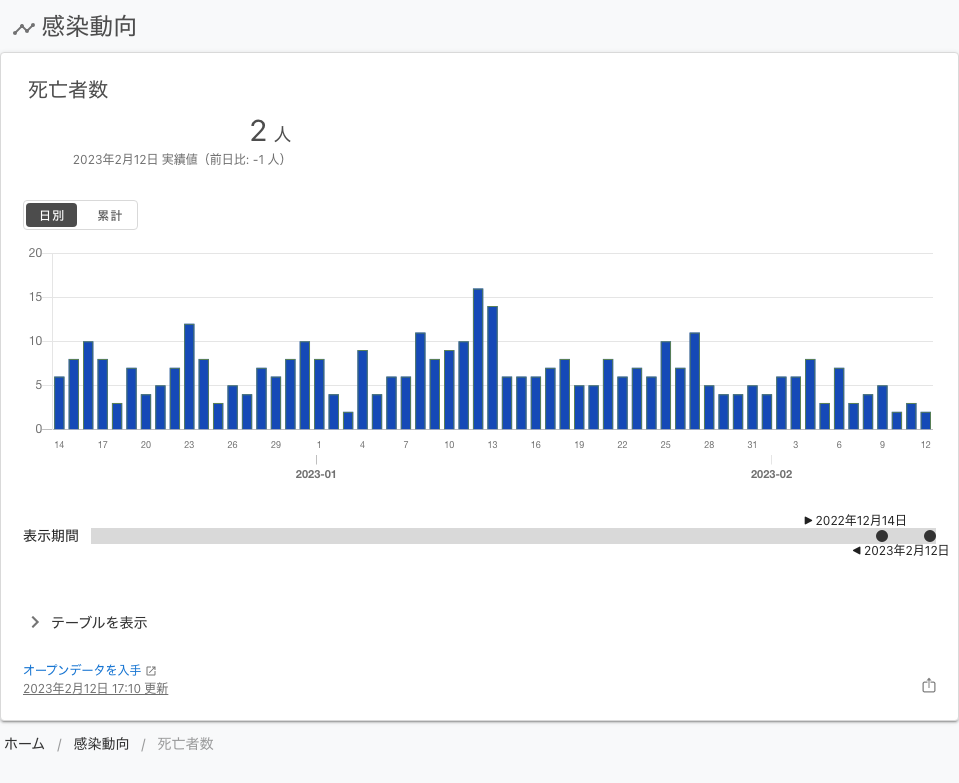 感染動向
死亡者数
2 人
2023年2月12日 実績値（前日比: -1 人）
日別 累計
20
15
10
5
0
14 17 20 23 26 29 1 4 7 10 13 16 19 22 25 28 31 3 6 9 12
2023-01 2023-02
▶ 2022年12月14日
表示期間
◀ 2023年2月12日
テーブルを表示
オープンデータを入手
2023年2月12日 17:10 更新
ホーム / 感染動向 / 死亡者数